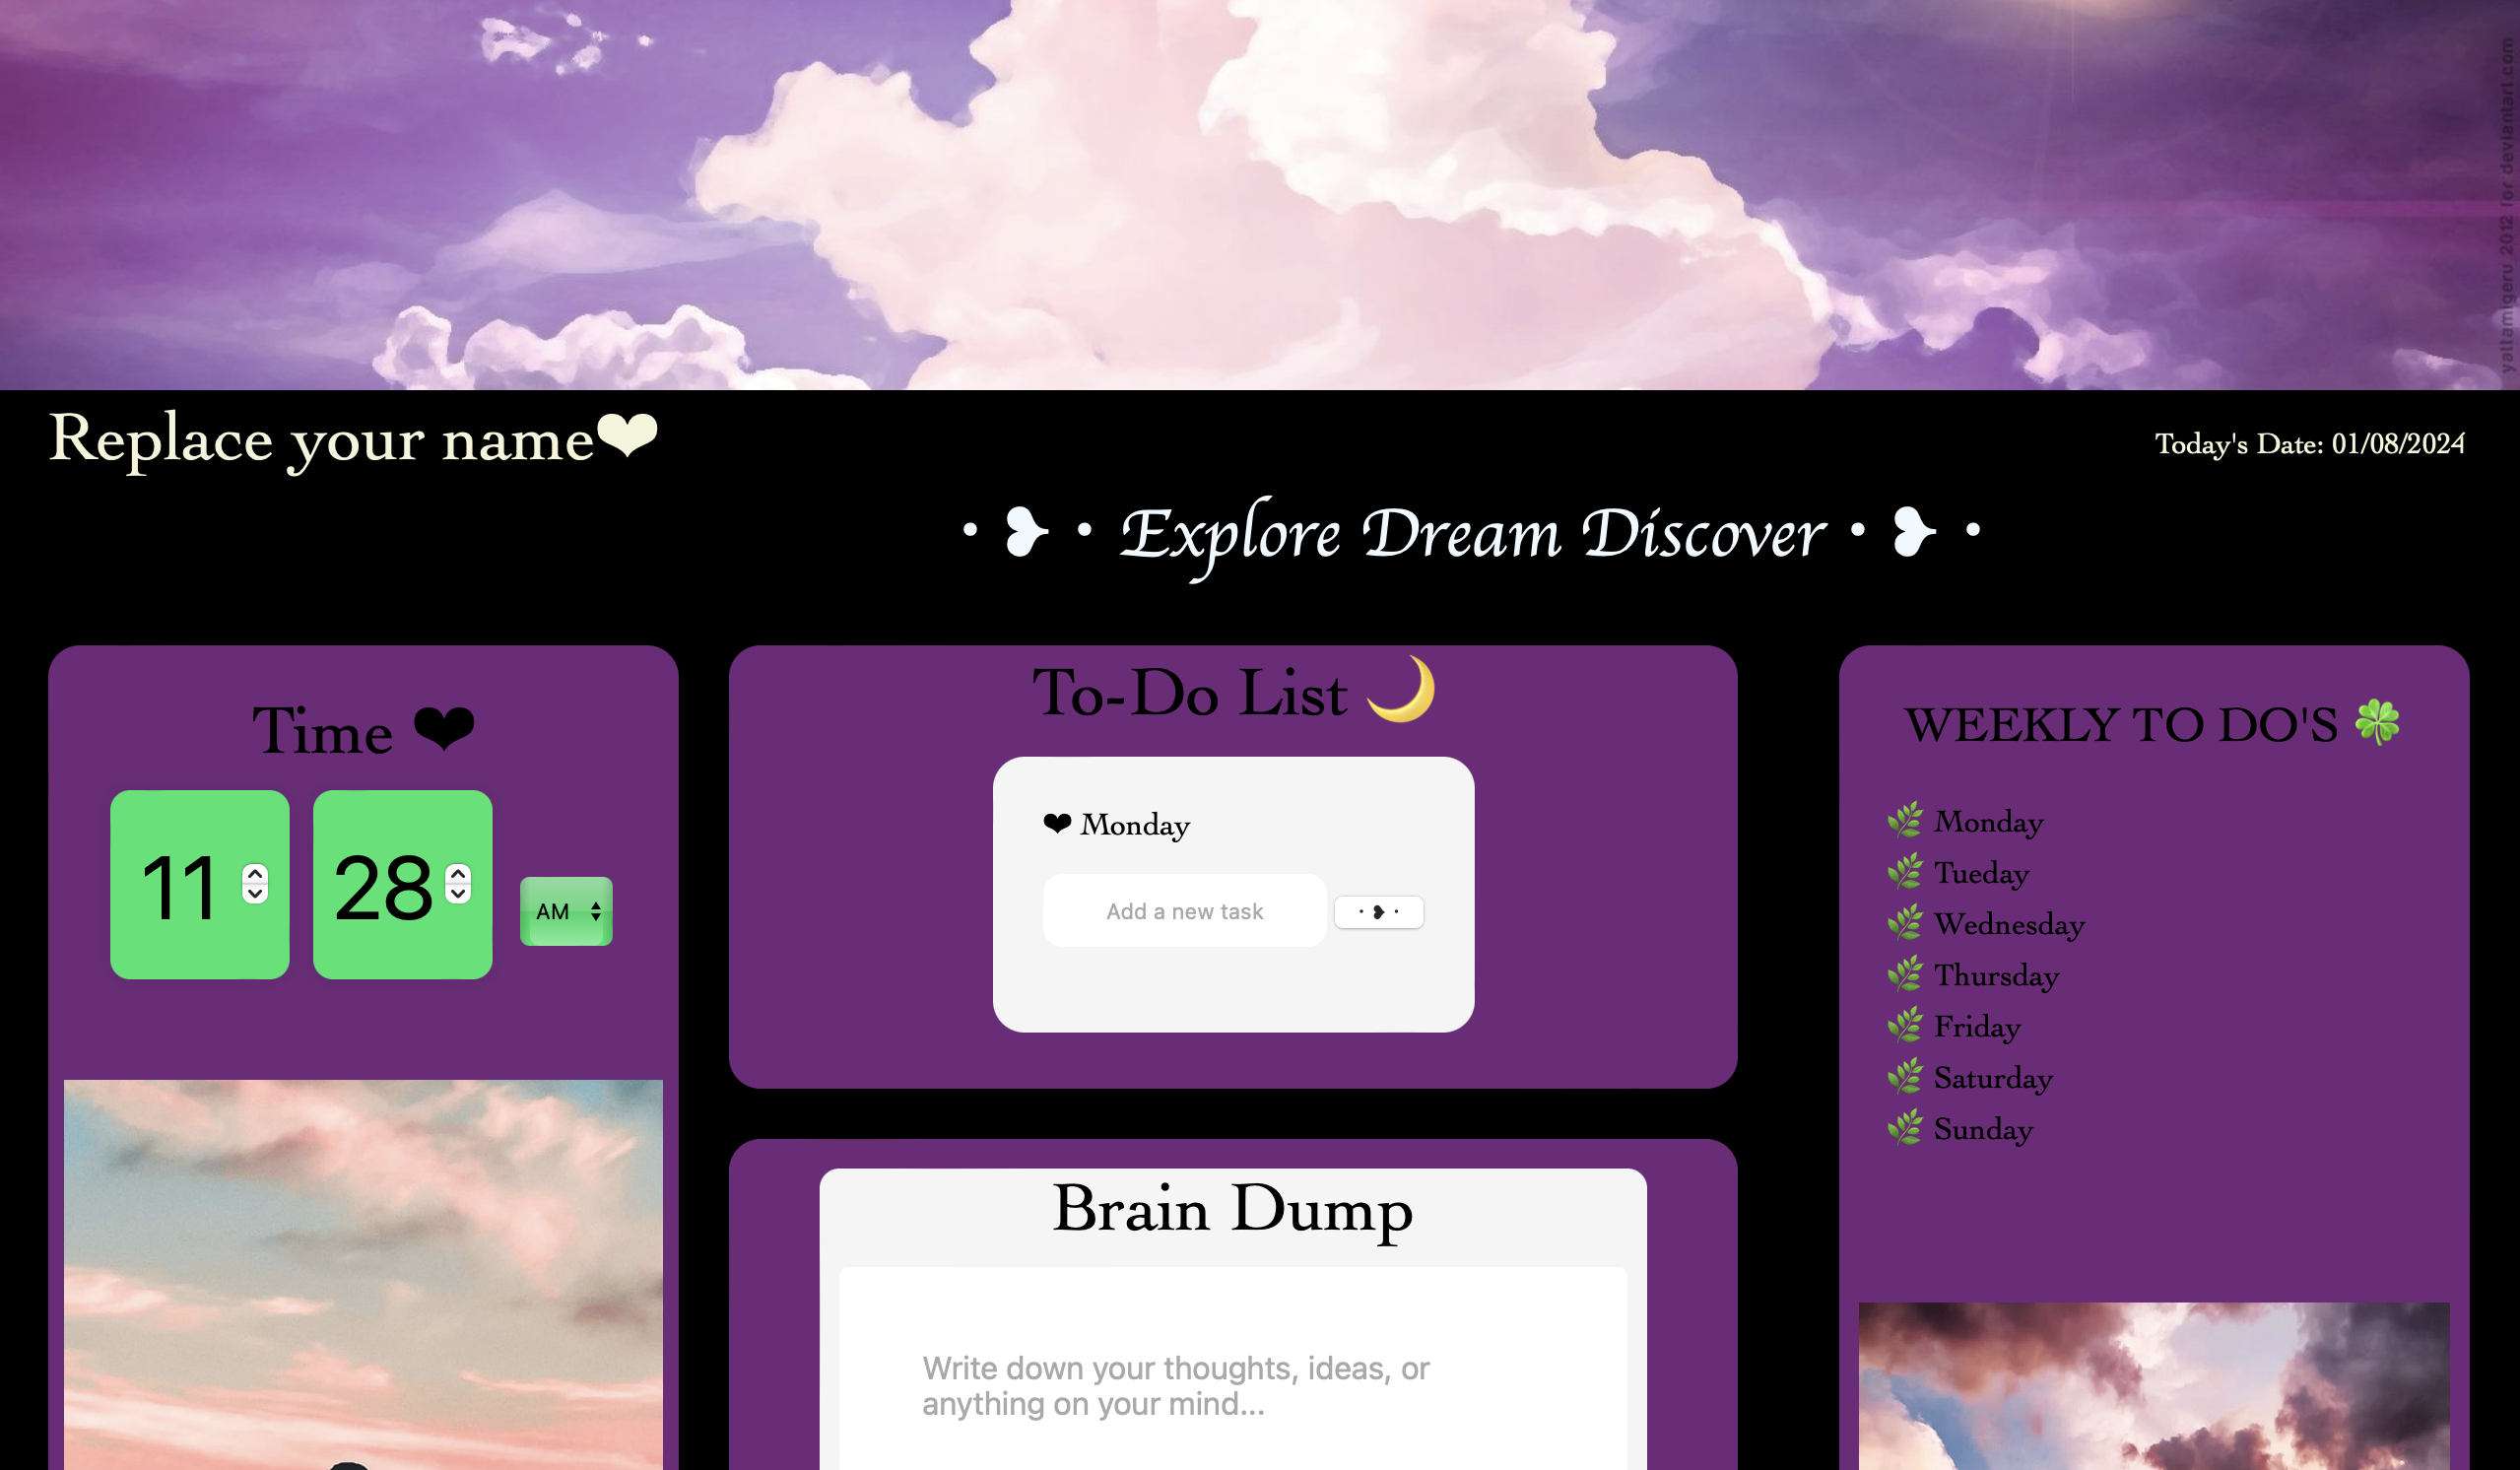 yattamigeru 2012 for deviantart.com
Replace your name❤
Today's Date: 01/08/2024
· ❥ · Explore Dream Discover · ❥ ·
Time ❤
11
28
AM
To-Do List 🌙
❤ Monday
Add a new task
· ❥ ·
Brain Dump
Write down your thoughts, ideas, or
anything on your mind...
WEEKLY TO DO'S 🍀
🌿 Monday
🌿 Tueday
🌿 Wednesday
🌿 Thursday
🌿 Friday
🌿 Saturday
🌿 Sunday